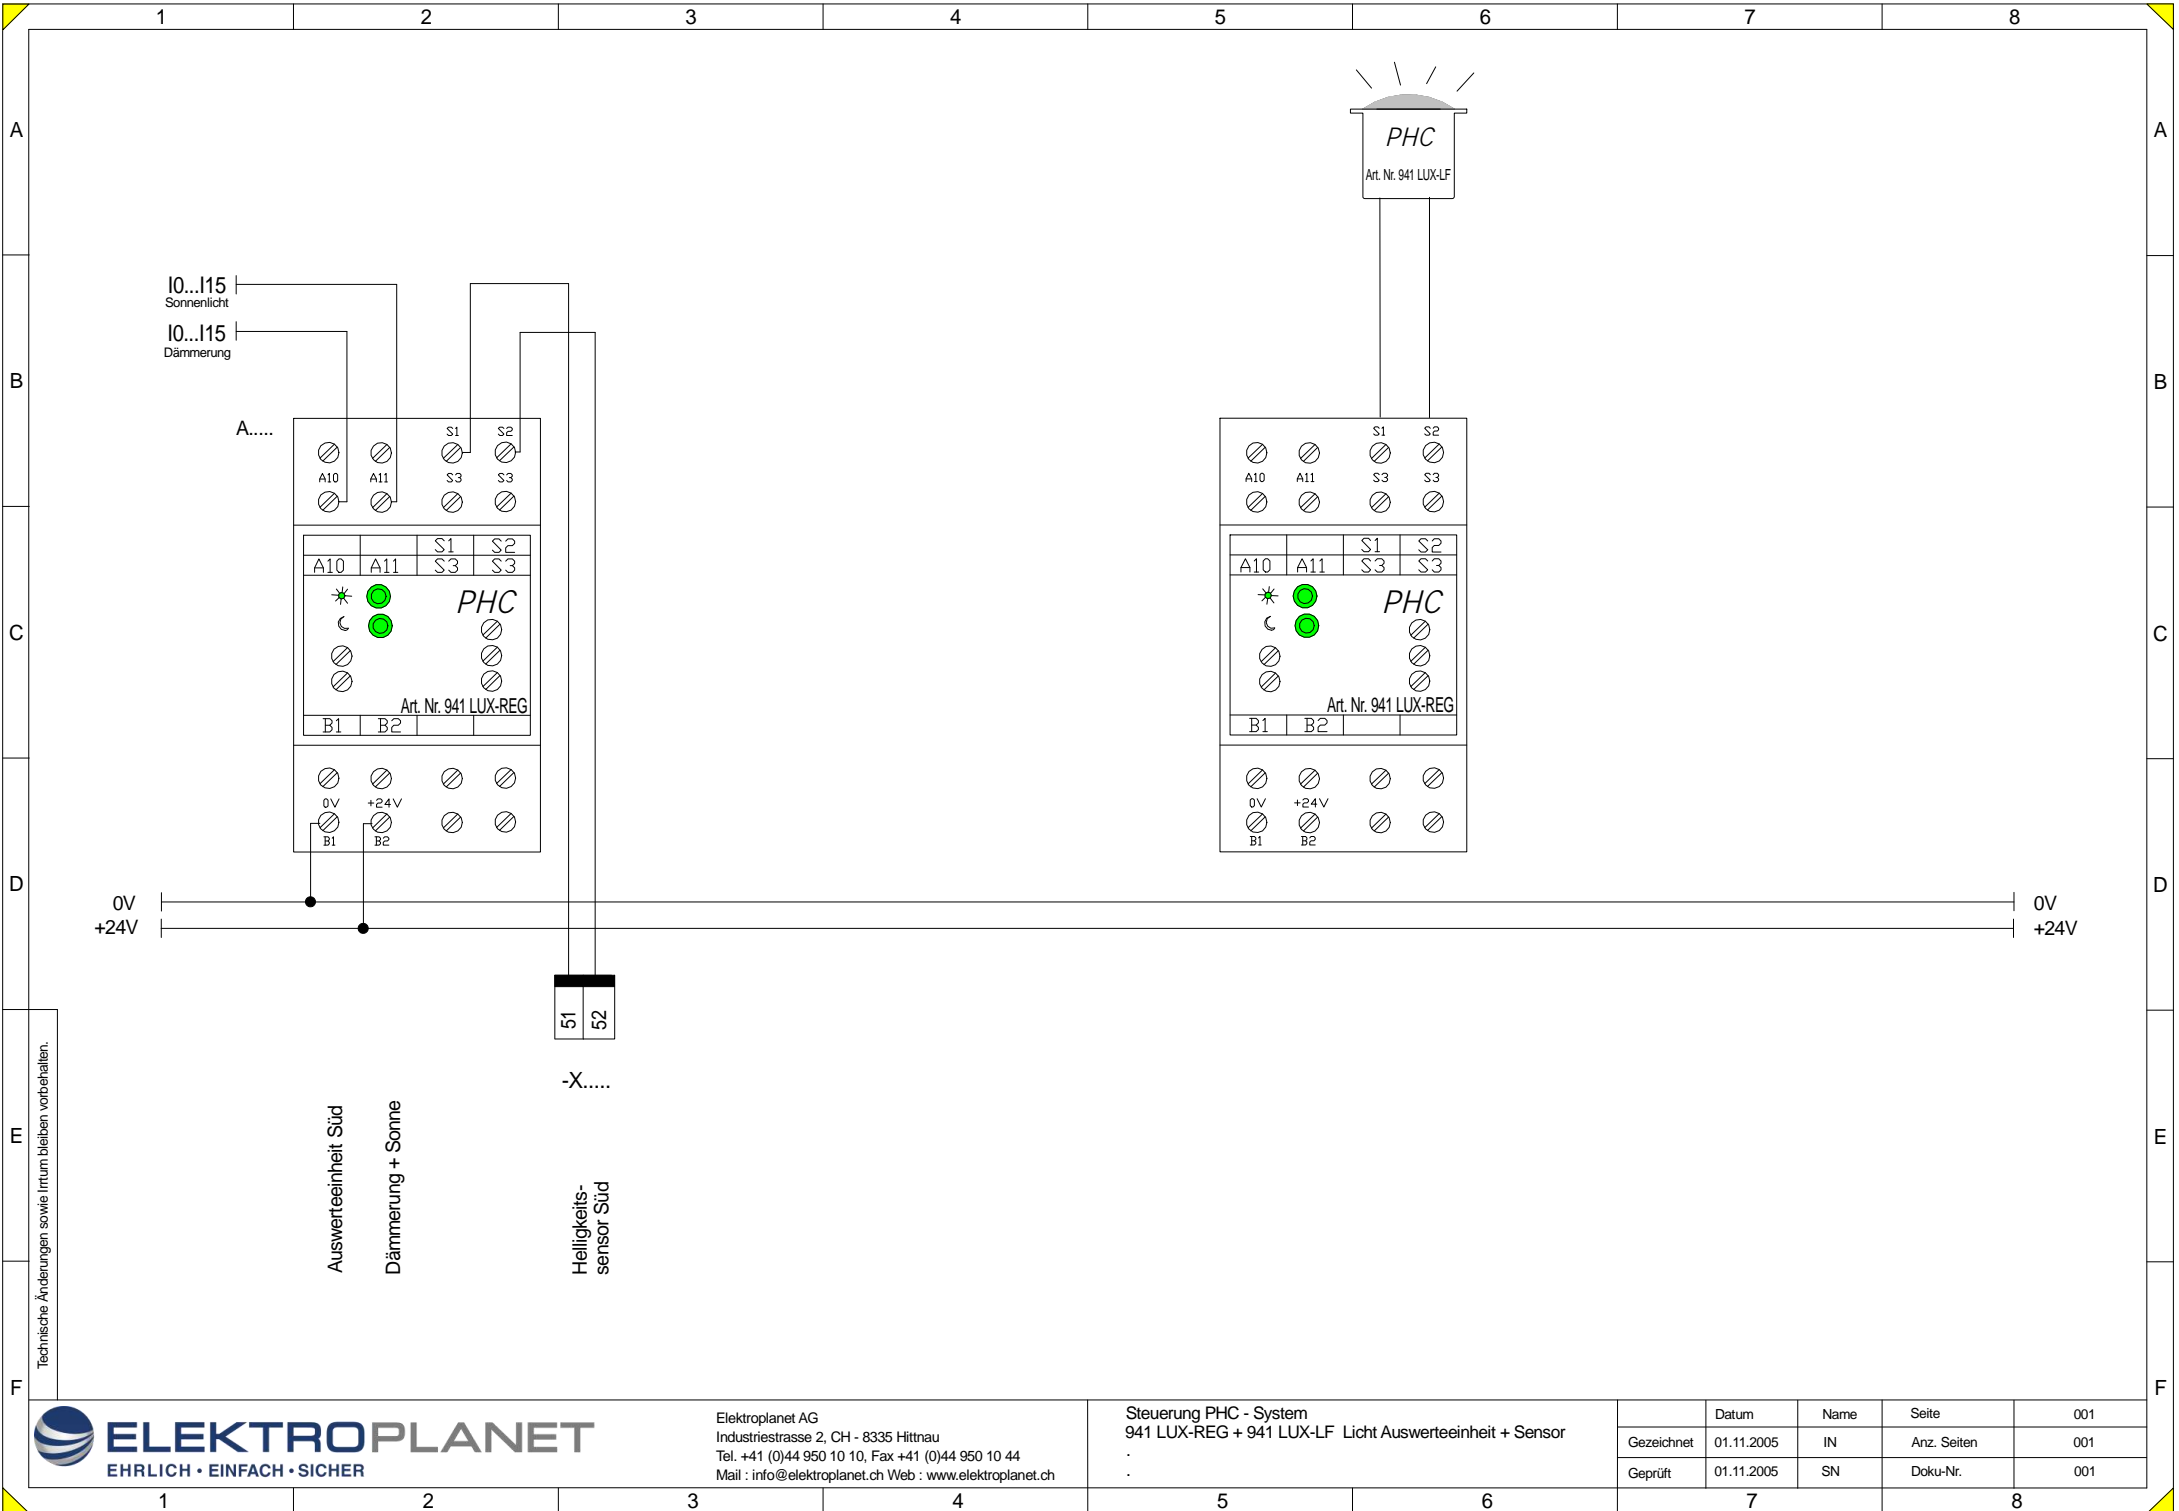 1 2 3 4 5 6 7 8
A A
PHC
Art. Nr. 941 LUX-LF
I0...I15
Sonnenlicht
I0...I15
Dämmerung
B B
A.....
S1 S2
A10 A11 S3 S3
S1 S2
A10 A11 S3 S3
PHC
Art. Nr. 941 LUX-REG
B1 B2
0V +24V
B1 B2
S1 S2
A10 A11 S3 S3
S1 S2
A10 A11 S3 S3
PHC
Art. Nr. 941 LUX-REG
B1 B2
0V +24V
B1 B2
C C
D D
0V 0V
+24V +24V
51 52
-X.....
E E
Auswerteeinheit Süd
Dämmerung + Sonne
Helligkeits-
sensor Süd
Technische Änderungen sowie Irrtum bleiben vorbehalten.
F F
ELEKTROPLANET
EHRLICH • EINFACH • SICHER
Elektroplanet AG
Industriestrasse 2, CH - 8335 Hittnau
Tel. +41 (0)44 950 10 10, Fax +41 (0)44 950 10 44
Mail : info@elektroplanet.ch Web : www.elektroplanet.ch
Steuerung PHC - System
941 LUX-REG + 941 LUX-LF Licht Auswerteeinheit + Sensor
.
.
Datum Name Seite 001
Gezeichnet 01.11.2005 IN Anz. Seiten 001
Geprüft 01.11.2005 SN Doku-Nr. 001
1 2 3 4 5 6 7 8